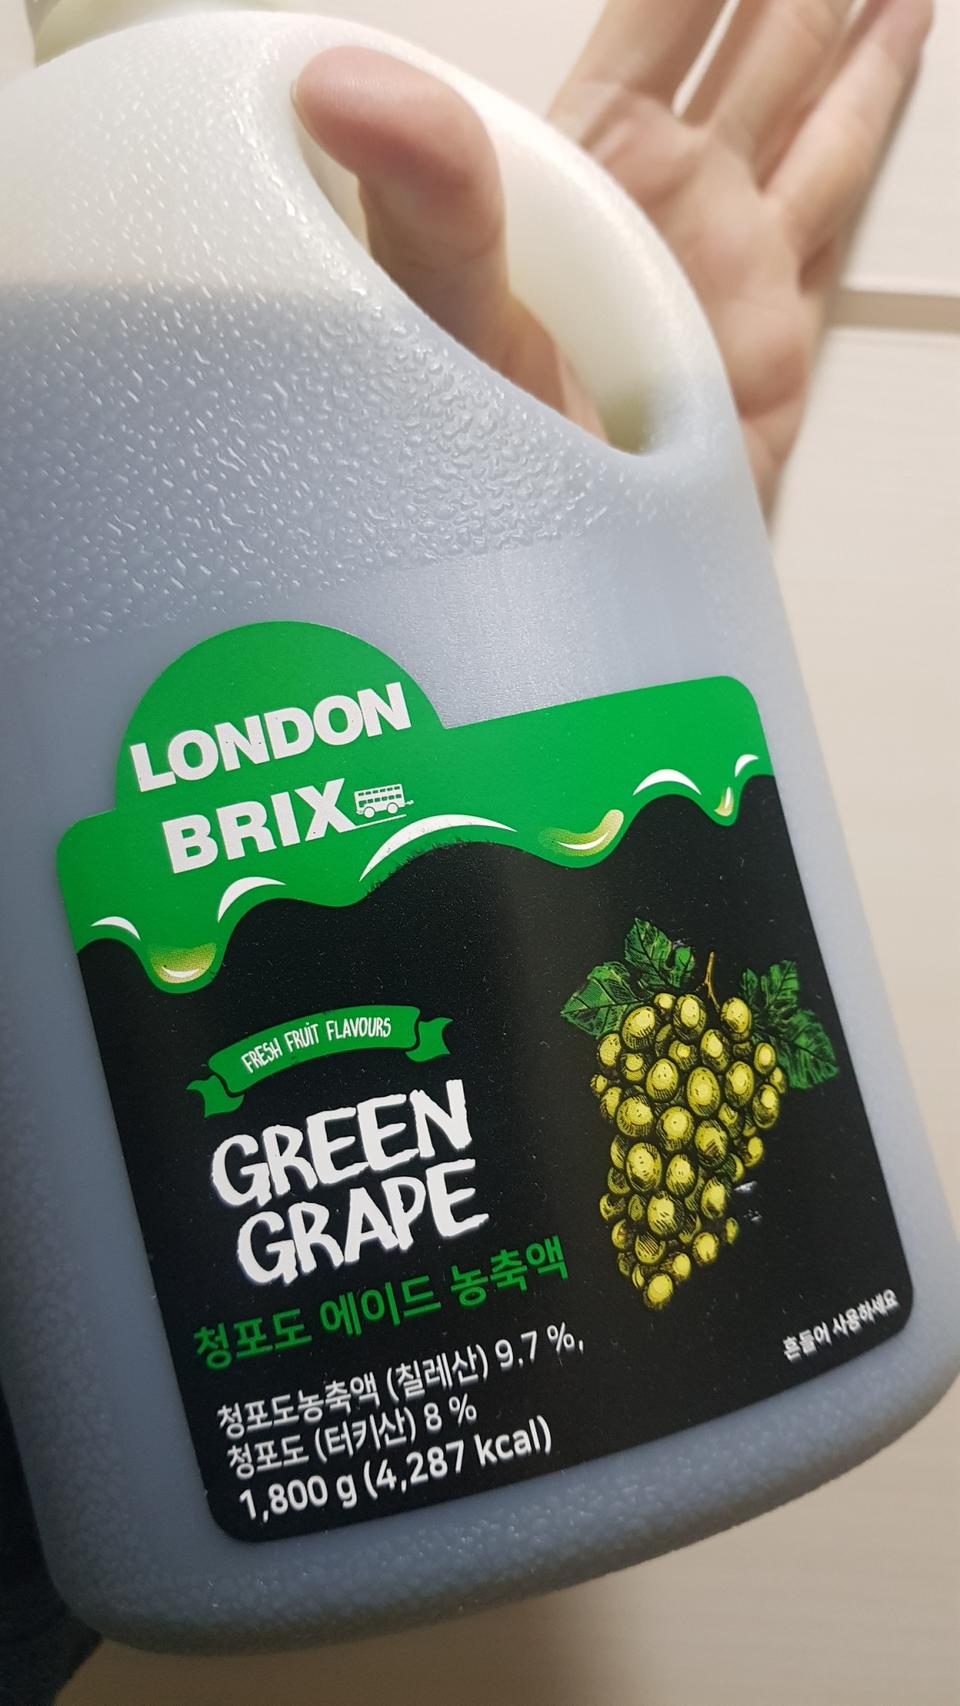 LONDON
BRIX
FRESH FRUIT FLAVOURS
GREEN
GRAPE
청포도 에이드 농축액
청포도농축액 (칠레산) 9.7 %,
청포도 (터키산) 8 %
1,800 g (4,287 kcal)
흔들어 사용하세요